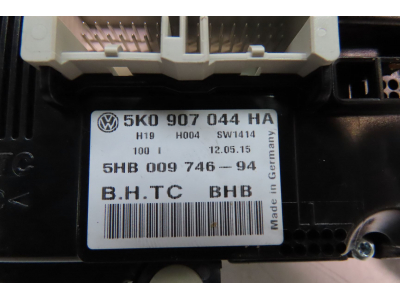 5K0 907 044 HA
H19 H004 SW1414
100 I 12.05.15
5HB 009 746-94
B.H.TC BHB
Made in Germany